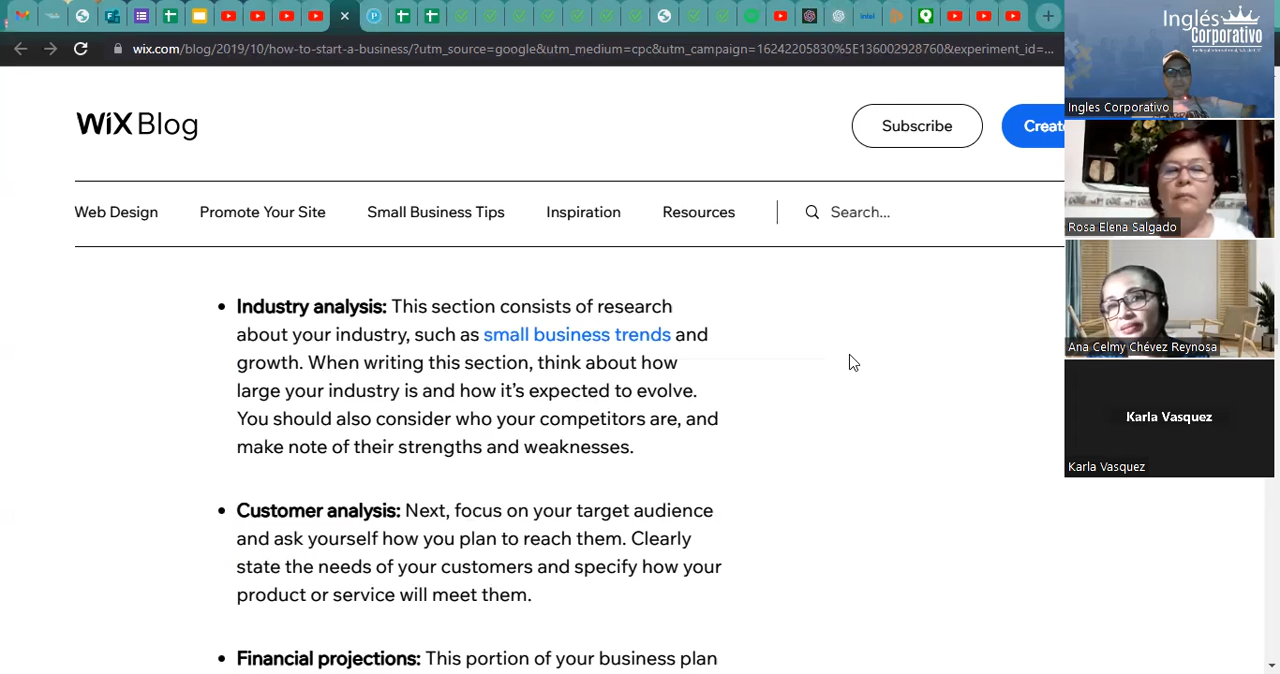 wix.com/blog/2019/10/how-to-start-a-business/?utm_source=google&utm_medium=cpc&utm_campaign=16242205830%5E136002928760&experiment_id=...
WiX Blog
Subscribe
Create
Web Design
Promote Your Site
Small Business Tips
Inspiration
Resources
Search...
• Industry analysis: This section consists of research
about your industry, such as small business trends and
growth. When writing this section, think about how
large your industry is and how it’s expected to evolve.
You should also consider who your competitors are, and
make note of their strengths and weaknesses.
• Customer analysis: Next, focus on your target audience
and ask yourself how you plan to reach them. Clearly
state the needs of your customers and specify how your
product or service will meet them.
• Financial projections: This portion of your business plan
Inglés
Corporativo
Ingles Corporativo
Rosa Elena Salgado
Ana Celmy Chévez Reynosa
Karla Vasquez
Karla Vasquez